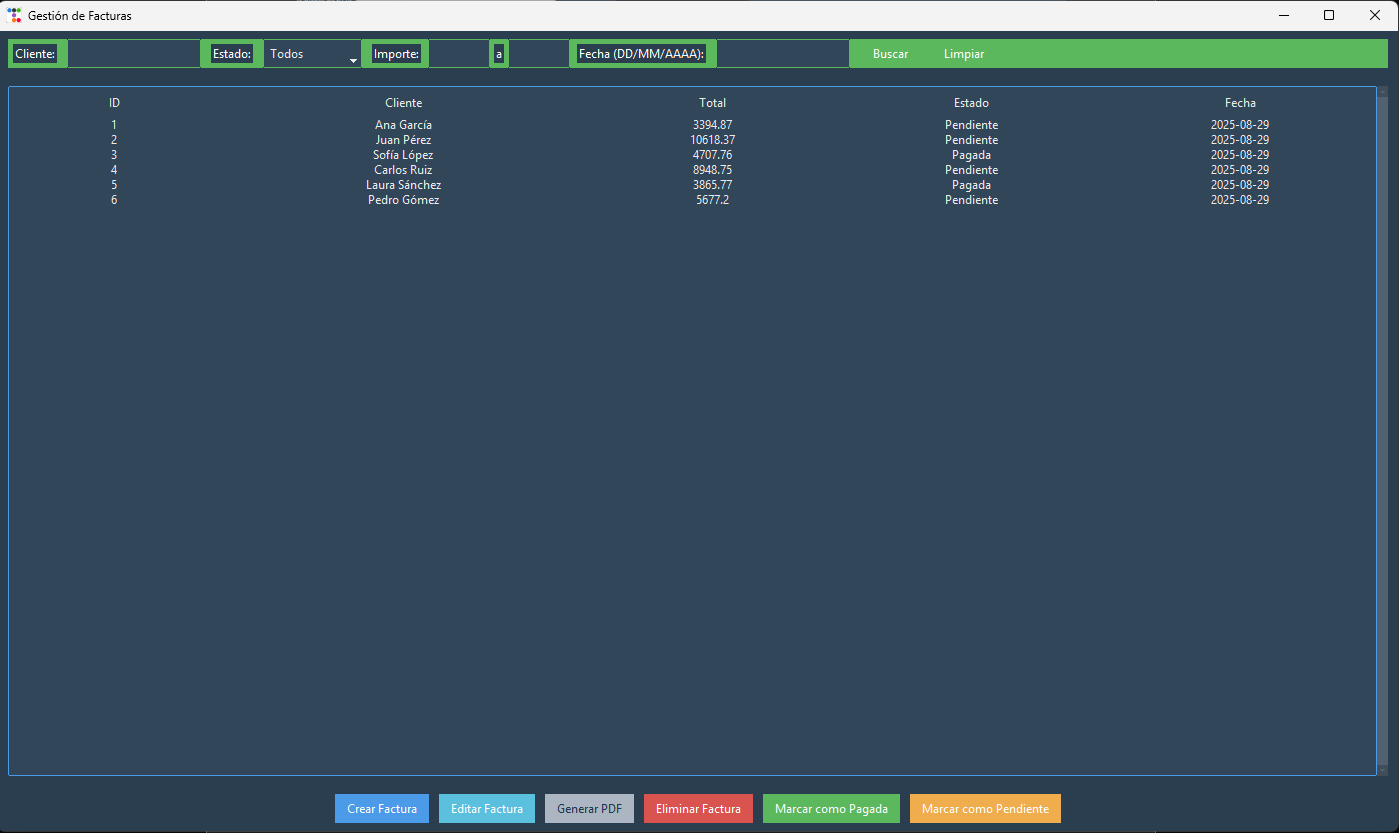 Gestión de Facturas
Cliente: Estado: Todos Importe: a Fecha (DD/MM/AAAA): Buscar Limpiar
ID Cliente Total Estado Fecha
1 Ana García 3394.87 Pendiente 2025-08-29
2 Juan Pérez 10618.37 Pendiente 2025-08-29
3 Sofía López 4707.76 Pagada 2025-08-29
4 Carlos Ruiz 8948.75 Pendiente 2025-08-29
5 Laura Sánchez 3865.77 Pagada 2025-08-29
6 Pedro Gómez 5677.2 Pendiente 2025-08-29
Crear Factura Editar Factura Generar PDF Eliminar Factura Marcar como Pagada Marcar como Pendiente